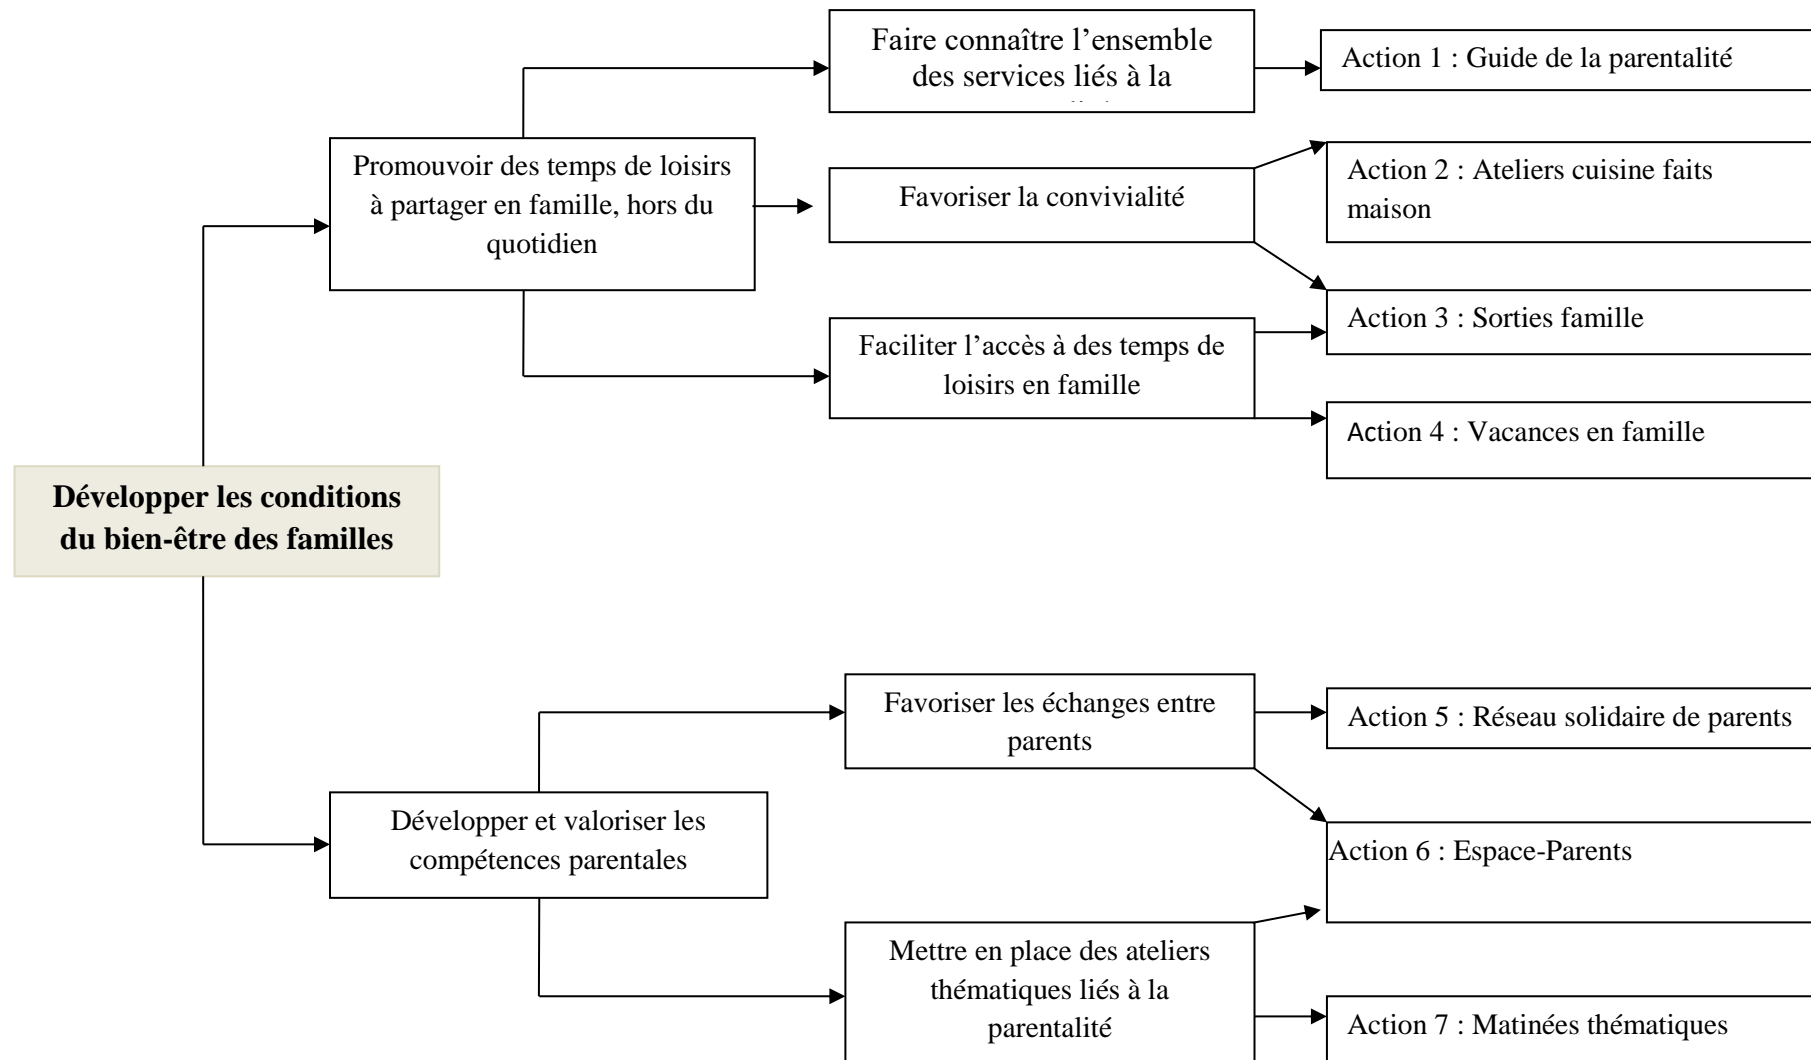 Faire connaître l’ensemble
des services liés à la
Action 1 : Guide de la parentalité
Promouvoir des temps de loisirs
à partager en famille, hors du
quotidien
Favoriser la convivialité
Action 2 : Ateliers cuisine faits
maison
Faciliter l’accès à des temps de
loisirs en famille
Action 3 : Sorties famille
Action 4 : Vacances en famille
Développer les conditions
du bien-être des familles
Favoriser les échanges entre
parents
Action 5 : Réseau solidaire de parents
Développer et valoriser les
compétences parentales
Action 6 : Espace-Parents
Mettre en place des ateliers
thématiques liés à la
parentalité
Action 7 : Matinées thématiques